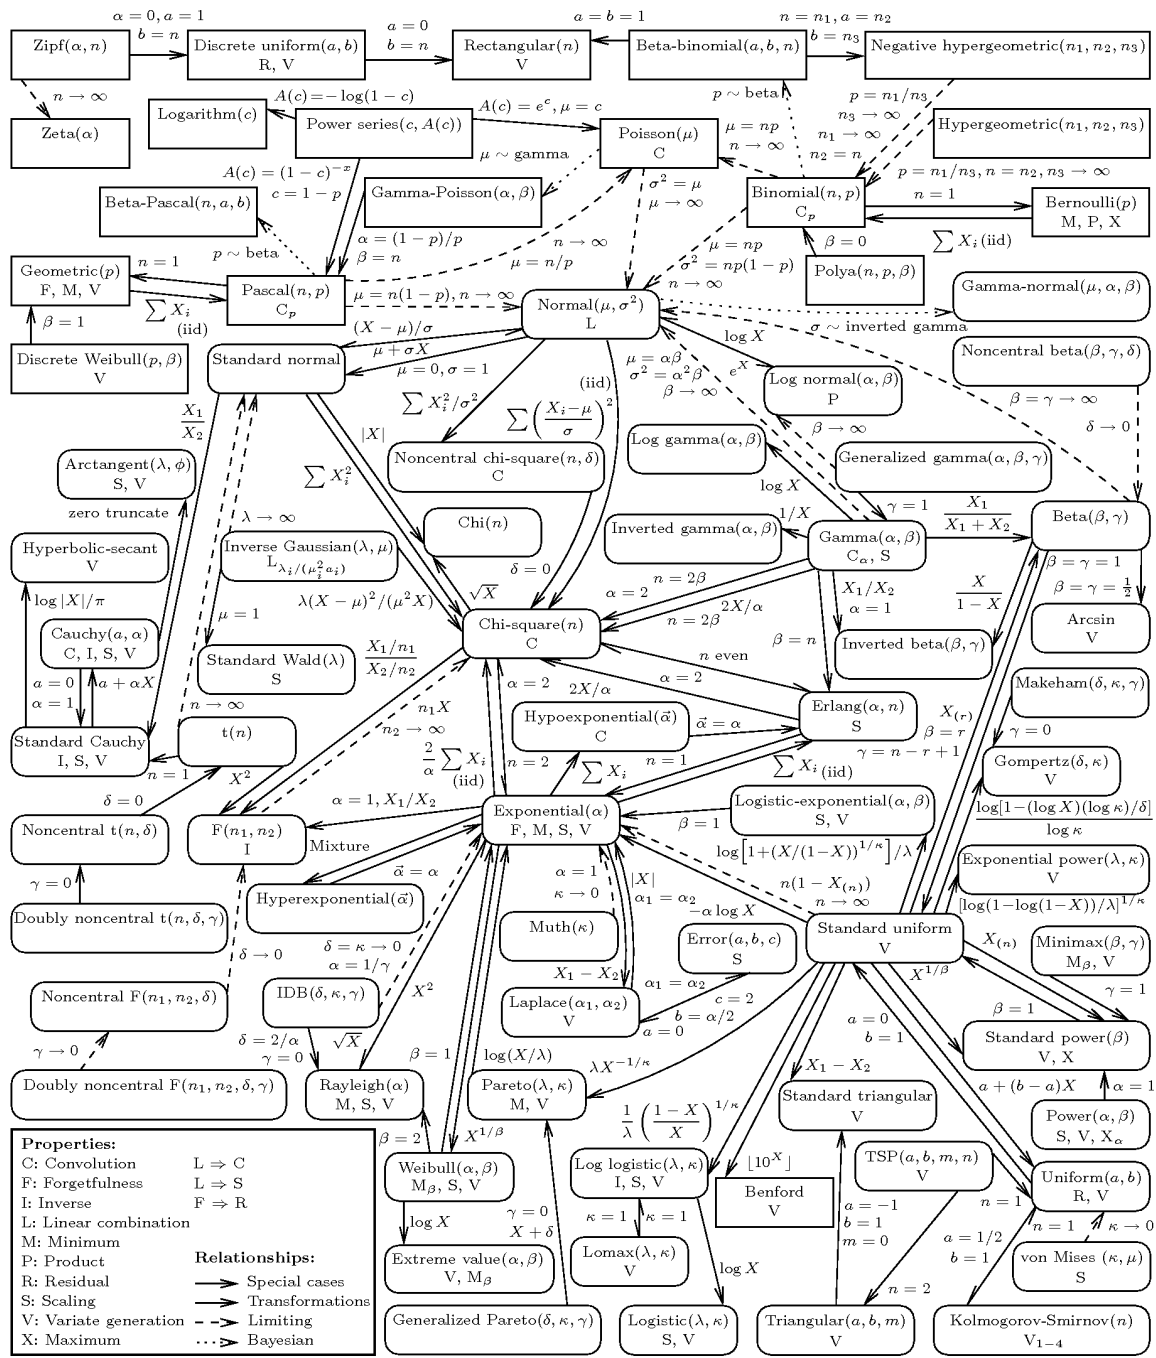 α = 0, a = 1
b = n
a = 0
b = n
a = b = 1
n = n₁, a = n₂
b = n₃
Zipf(α, n)
Discrete uniform(a, b)
R, V
Rectangular(n)
V
Beta-binomial(a, b, n)
Negative hypergeometric(n₁, n₂, n₃)
n → ∞
Zeta(α)
Logarithm(c)
A(c) = −log(1 − c)
Power series(c, A(c))
A(c) = eᶜ, μ = c
Poisson(μ)
C
p ∼ beta
μ = np
n → ∞
p = n₁/n₃
n₃ → ∞
n₁ → ∞
n₂ = n
Hypergeometric(n₁, n₂, n₃)
p = n₁/n₃, n = n₂, n₃ → ∞
μ ∼ gamma
A(c) = (1 − c)⁻ˣ
c = 1 − p
Beta-Pascal(n, a, b)
Gamma-Poisson(α, β)
σ² = μ
μ → ∞
Binomial(n, p)
Cₚ
n = 1
Bernoulli(p)
M, P, X
∑ Xᵢ (iid)
p ∼ beta
α = (1 − p)/p
β = n
n → ∞
μ = n/p
μ = np
σ² = np(1 − p)
n → ∞
β = 0
Polya(n, p, β)
Geometric(p)
F, M, V
n = 1
∑ Xᵢ
(iid)
Pascal(n, p)
Cₚ
μ = n(1 − p), n → ∞
Normal(μ, σ²)
L
Gamma-normal(μ, α, β)
σ ∼ inverted gamma
β = 1
Discrete Weibull(p, β)
V
Standard normal
(X − μ)/σ
μ + σX
μ = 0, σ = 1
log X
eˣ
μ = αβ
σ² = α²β
β → ∞
Log normal(α, β)
P
Noncentral beta(β, γ, δ)
β = γ → ∞
δ → 0
X₁/X₂
|X|
∑ Xᵢ²
∑ Xᵢ²/σ²
(iid)
∑ ((Xᵢ − μ)/σ)²
Noncentral chi-square(n, δ)
C
Log gamma(α, β)
β → ∞
Generalized gamma(α, β, γ)
log X
γ = 1
Arctangent(λ, ϕ)
S, V
zero truncate
λ → ∞
Chi(n)
Inverted gamma(α, β)
1/X
Gamma(α, β)
C_α, S
X₁/(X₁ + X₂)
Beta(β, γ)
Hyperbolic-secant
V
Inverse Gaussian(λ, μ)
L_{λᵢ/(μᵢ²aᵢ)}
λ(X − μ)²/(μ²X)
√X
δ = 0
α = 2
n = 2β
2X/α
n = 2β
X₁/X₂
α = 1
X/(1 − X)
β = γ = 1
β = γ = ½
Arcsin
V
log |X|/π
μ = 1
Cauchy(a, α)
C, I, S, V
Standard Wald(λ)
S
(X₁/n₁)/(X₂/n₂)
Chi-square(n)
C
β = n
Inverted beta(β, γ)
n even
a = 0
α = 1
a + αX
n → ∞
n₁X
n₂ → ∞
α = 2
2X/α
α = 2
Makeham(δ, κ, γ)
Standard Cauchy
I, S, V
n = 1
t(n)
X²
(2/α) ∑ Xᵢ
(iid)
n = 2
Hypoexponential(α⃗)
C
α⃗ = α
Erlang(α, n)
S
X₍ᵣ₎
β = r
γ = n − r + 1
γ = 0
Gompertz(δ, κ)
V
∑ Xᵢ
n = 1
∑ Xᵢ (iid)
δ = 0
Noncentral t(n, δ)
F(n₁, n₂)
I
α = 1, X₁/X₂
Mixture
Exponential(α)
F, M, S, V
β = 1
Logistic-exponential(α, β)
S, V
log[1 + (X/(1−X))^{1/κ}]/λ
log[1−(log X)(log κ)/δ]/log κ
Exponential power(λ, κ)
V
[log(1−log(1−X))/λ]^{1/κ}
γ = 0
Doubly noncentral t(n, δ, γ)
Hyperexponential(α⃗)
α⃗ = α
α = 1
κ → 0
|X|
α₁ = α₂
n(1 − X₍ₙ₎)
n → ∞
−α log X
Muth(κ)
Error(a, b, c)
S
Standard uniform
V
X₍ₙ₎
Minimax(β, γ)
M_β, V
δ → 0
δ = κ → 0
α = 1/γ
Noncentral F(n₁, n₂, δ)
IDB(δ, κ, γ)
X²
X₁ − X₂
Laplace(α₁, α₂)
V
α₁ = α₂
c = 2
b = α/2
a = 0
X^{1/β}
β = 1
γ = 1
Standard power(β)
V, X
γ → 0
δ = 2/α
γ = 0
√X
β = 1
log(X/λ)
λX^{−1/κ}
a = 0
b = 1
X₁ − X₂
a + (b − a)X
α = 1
Doubly noncentral F(n₁, n₂, δ, γ)
Rayleigh(α)
M, S, V
Pareto(λ, κ)
M, V
Standard triangular
V
Power(α, β)
S, V, X_α
(1/λ)((1 − X)/X)^{1/κ}
β = 2
X^{1/β}
Weibull(α, β)
M_β, S, V
Log logistic(λ, κ)
I, S, V
⌊10ˣ⌋
Benford
V
TSP(a, b, m, n)
V
Uniform(a, b)
R, V
n = 1
n = 1
κ → 0
log X
γ = 0
X + δ
κ = 1
κ = 1
a = −1
b = 1
m = 0
a = 1/2
b = 1
Extreme value(α, β)
V, M_β
Lomax(λ, κ)
V
log X
n = 2
von Mises (κ, μ)
S
Generalized Pareto(δ, κ, γ)
Logistic(λ, κ)
S, V
Triangular(a, b, m)
V
Kolmogorov-Smirnov(n)
V₁₋₄
Properties:
C: Convolution L ⇒ C
F: Forgetfulness L ⇒ S
I: Inverse F ⇒ R
L: Linear combination
M: Minimum
P: Product
R: Residual
S: Scaling
V: Variate generation
X: Maximum
Relationships:
Special cases
Transformations
Limiting
Bayesian